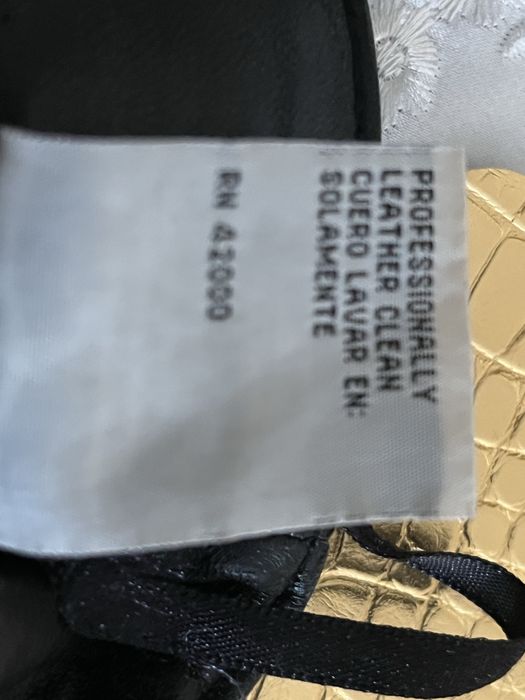 PROFESSIONALLY
LEATHER CLEAN
CUERO LAVAR EN:
SOLAMENTE
RN 42000